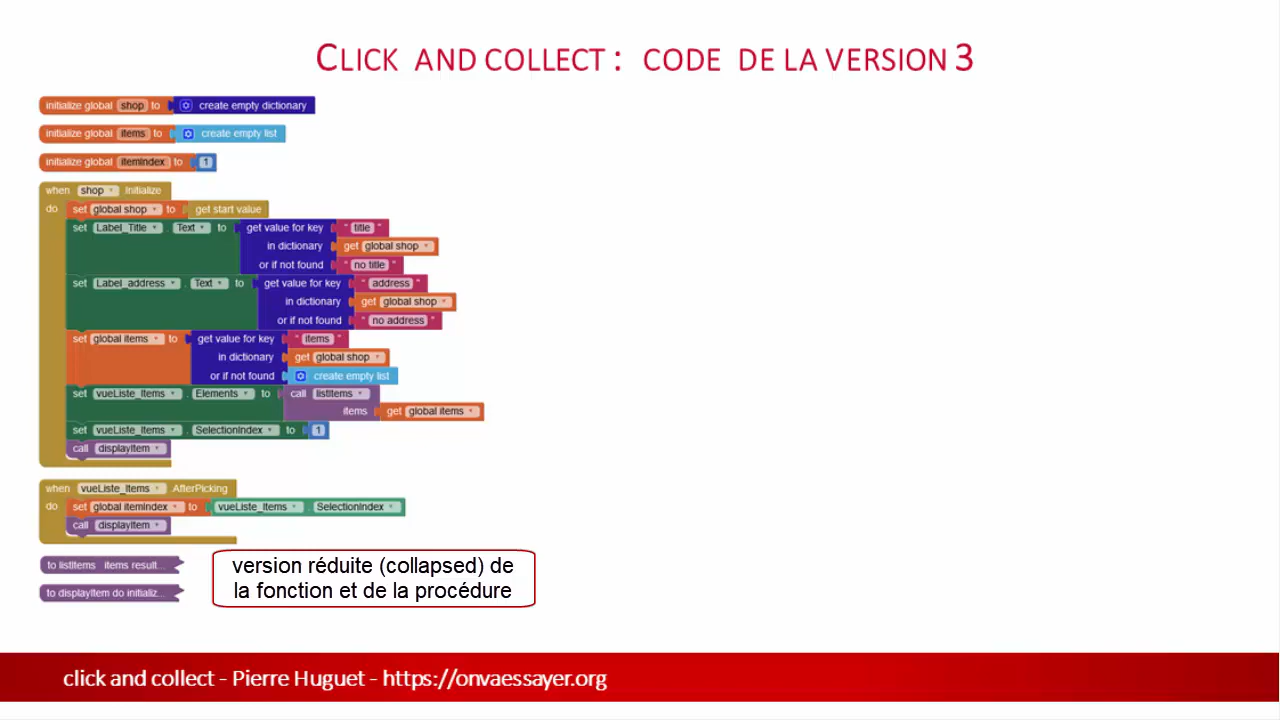 CLICK AND COLLECT : CODE DE LA VERSION 3
initialize global shop to create empty dictionary
initialize global items to create empty list
initialize global itemIndex to 1
when shop .Initialize
do set global shop to get start value
set Label_Title . Text to get value for key " title "
in dictionary get global shop
or if not found " no title "
set Label_address . Text to get value for key " address "
in dictionary get global shop
or if not found " no address "
set global items to get value for key " items "
in dictionary get global shop
or if not found create empty list
set vueListe_Items . Elements to call listItems
items get global items
set vueListe_Items . SelectionIndex to 1
call displayItem
when vueListe_Items .AfterPicking
do set global itemIndex to vueListe_Items . SelectionIndex
call displayItem
to listItems items result...
to displayItem do initializ...
version réduite (collapsed) de
la fonction et de la procédure
click and collect - Pierre Huguet - https://onvaessayer.org